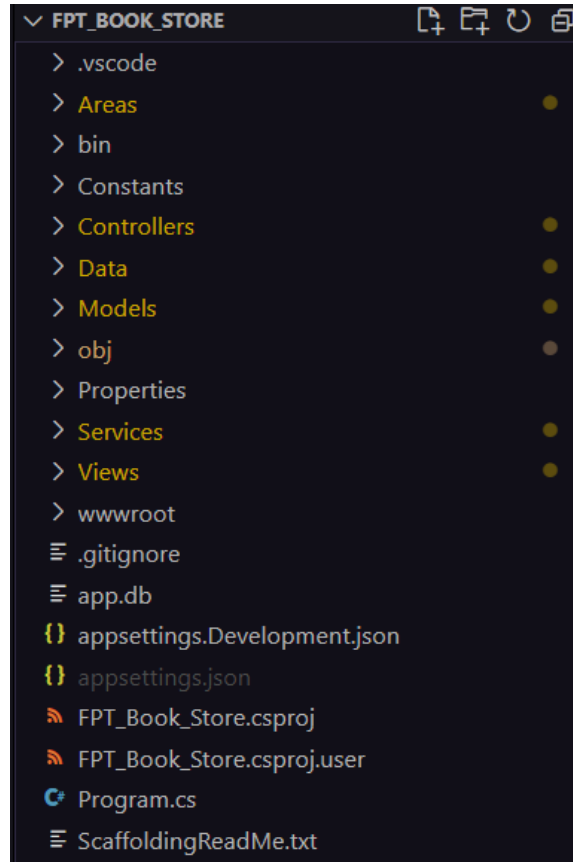 FPT_BOOK_STORE
.vscode
Areas
bin
Constants
Controllers
Data
Models
obj
Properties
Services
Views
wwwroot
.gitignore
app.db
{} appsettings.Development.json
{} appsettings.json
FPT_Book_Store.csproj
FPT_Book_Store.csproj.user
C# Program.cs
ScaffoldingReadMe.txt